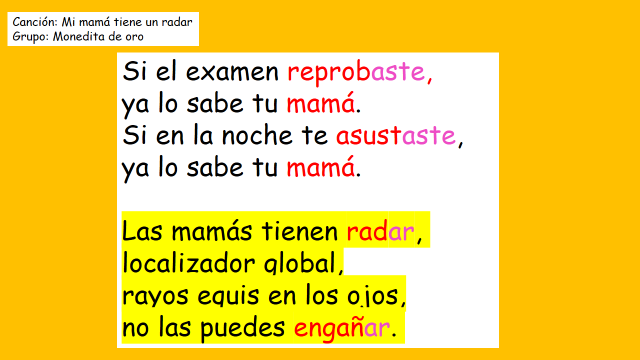 Canción: Mi mamá tiene un radar
Grupo: Monedita de oro
Si el examen reprobaste,
ya lo sabe tu mamá.
Si en la noche te asustaste,
ya lo sabe tu mamá.
Las mamás tienen radar,
localizador global,
rayos equis en los ojos,
no las puedes engañar.